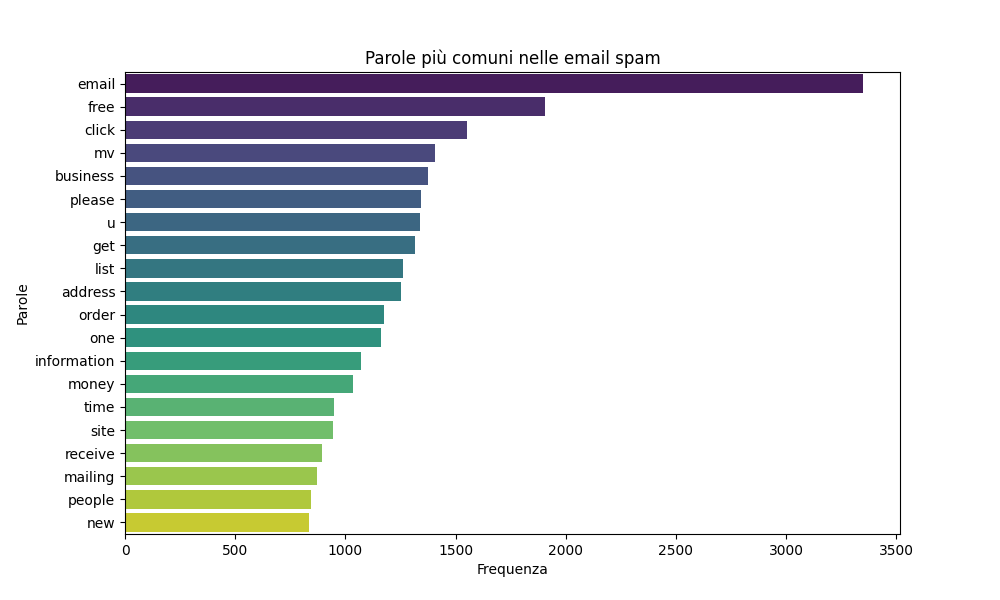 Parole più comuni nelle email spam
email
free
click
mv
business
please
u
get
list
address
order
one
information
money
time
site
receive
mailing
people
new
Parole
0 500 1000 1500 2000 2500 3000 3500
Frequenza